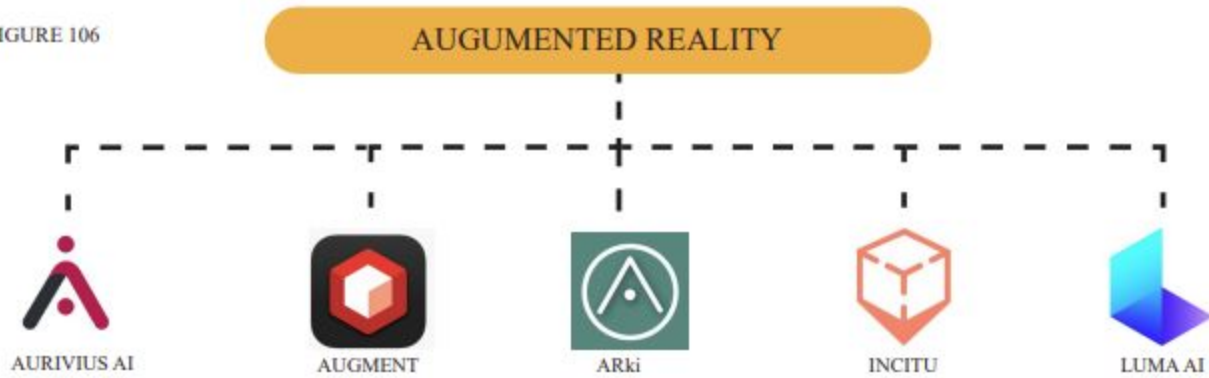 IGURE 106
AUGUMENTED REALITY
AURIVIUS AI
AUGMENT
ARki
INCITU
LUMA AI